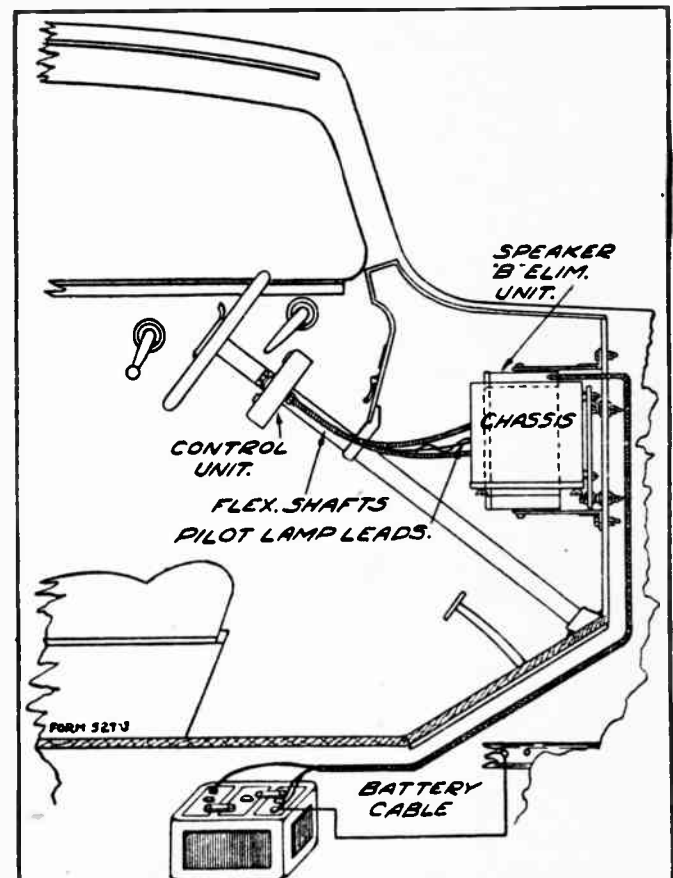 SPEAKER
"B" ELIM.
UNIT.
CHASSIS
CONTROL
UNIT.
FLEX. SHAFTS
PILOT LAMP LEADS.
BATTERY
CABLE